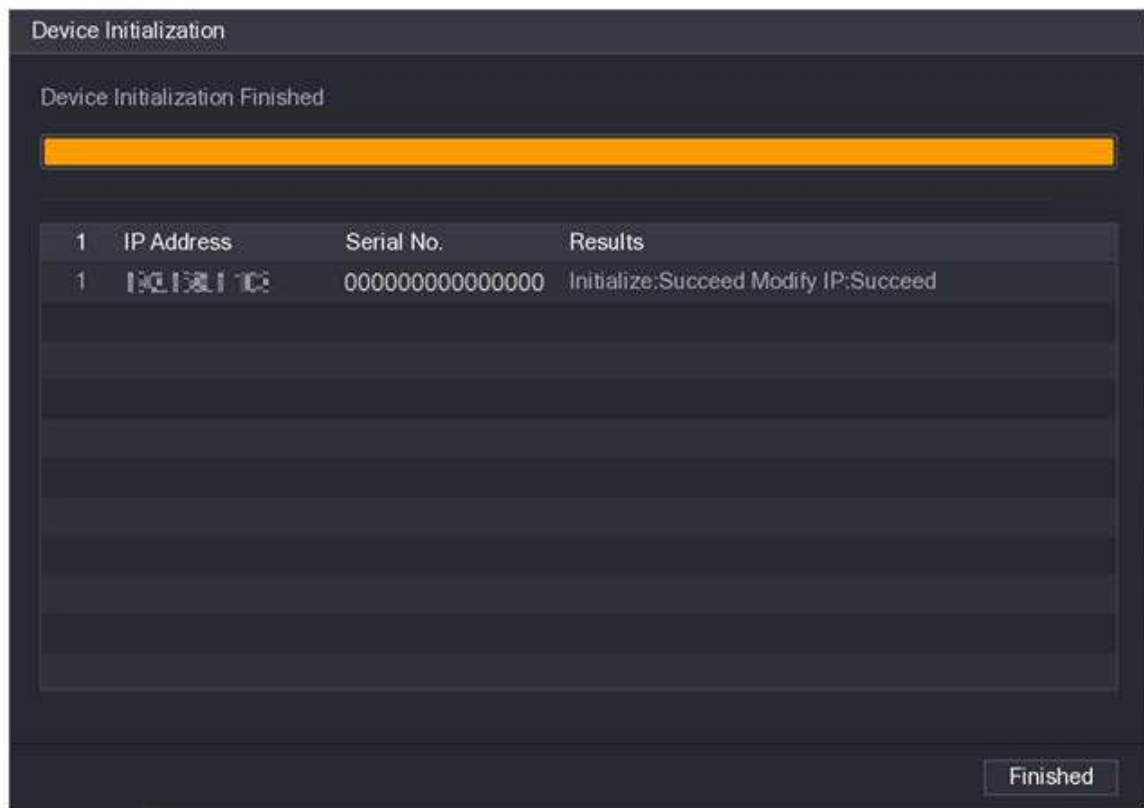 Device Initialization
Device Initialization Finished
1 IP Address Serial No. Results
1 000000000000000 Initialize:Succeed Modify IP:Succeed
Finished